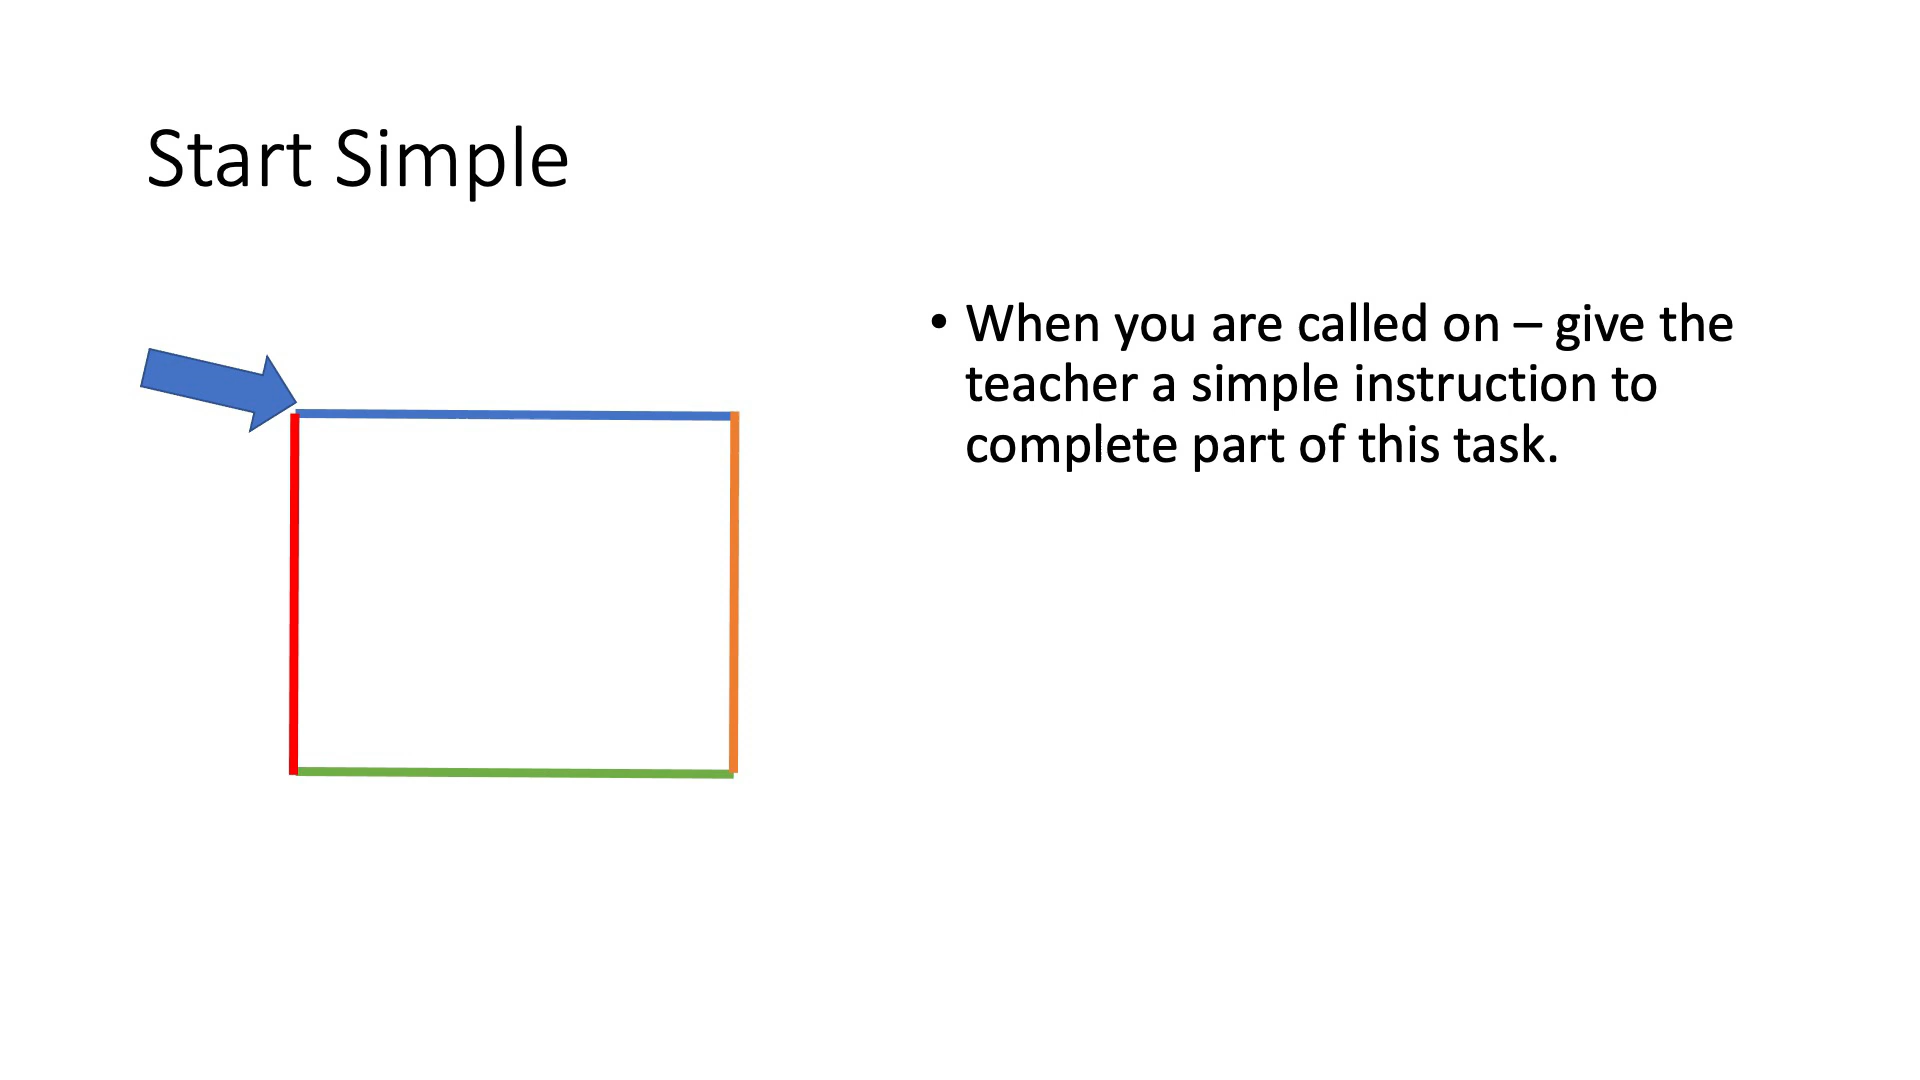 Start Simple
• When you are called on – give the
teacher a simple instruction to
complete part of this task.